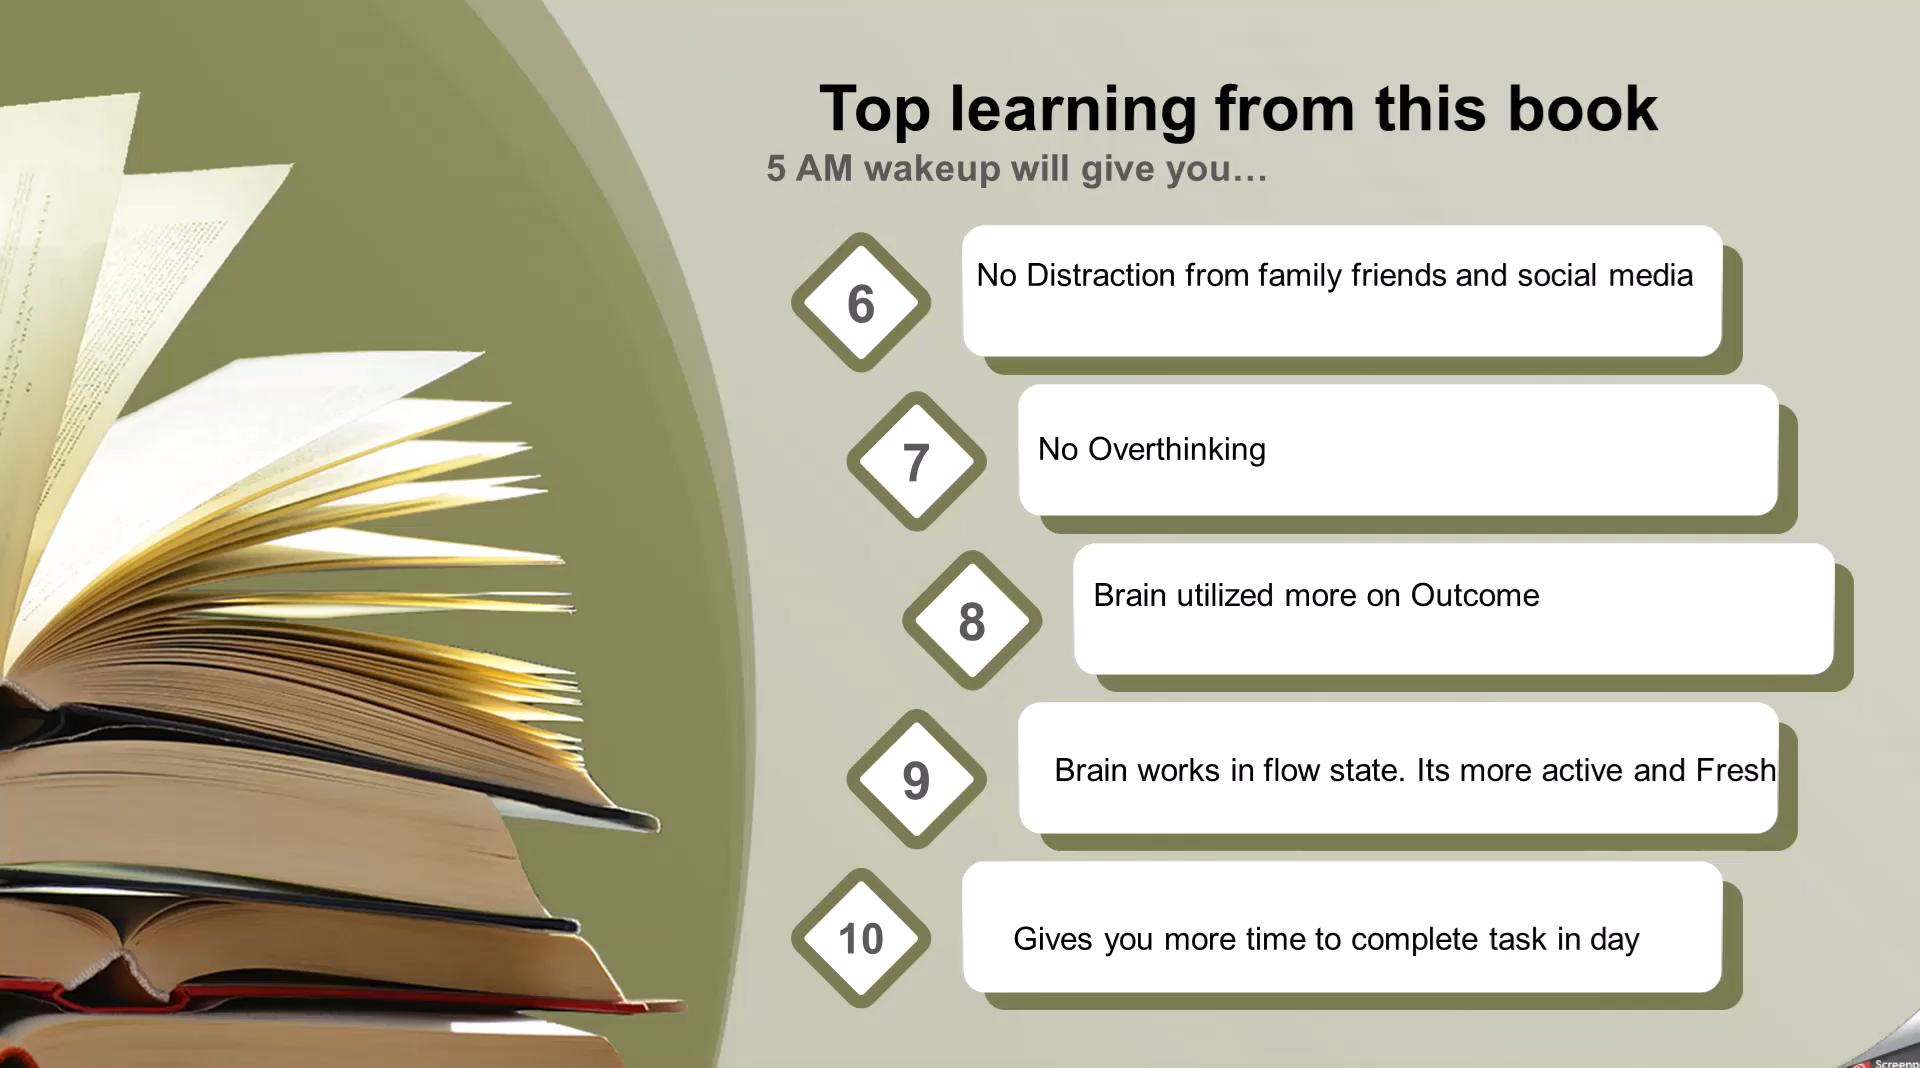 Top learning from this book
5 AM wakeup will give you...
6
No Distraction from family friends and social media
7
No Overthinking
8
Brain utilized more on Outcome
9
Brain works in flow state. Its more active and Fresh
10
Gives you more time to complete task in day